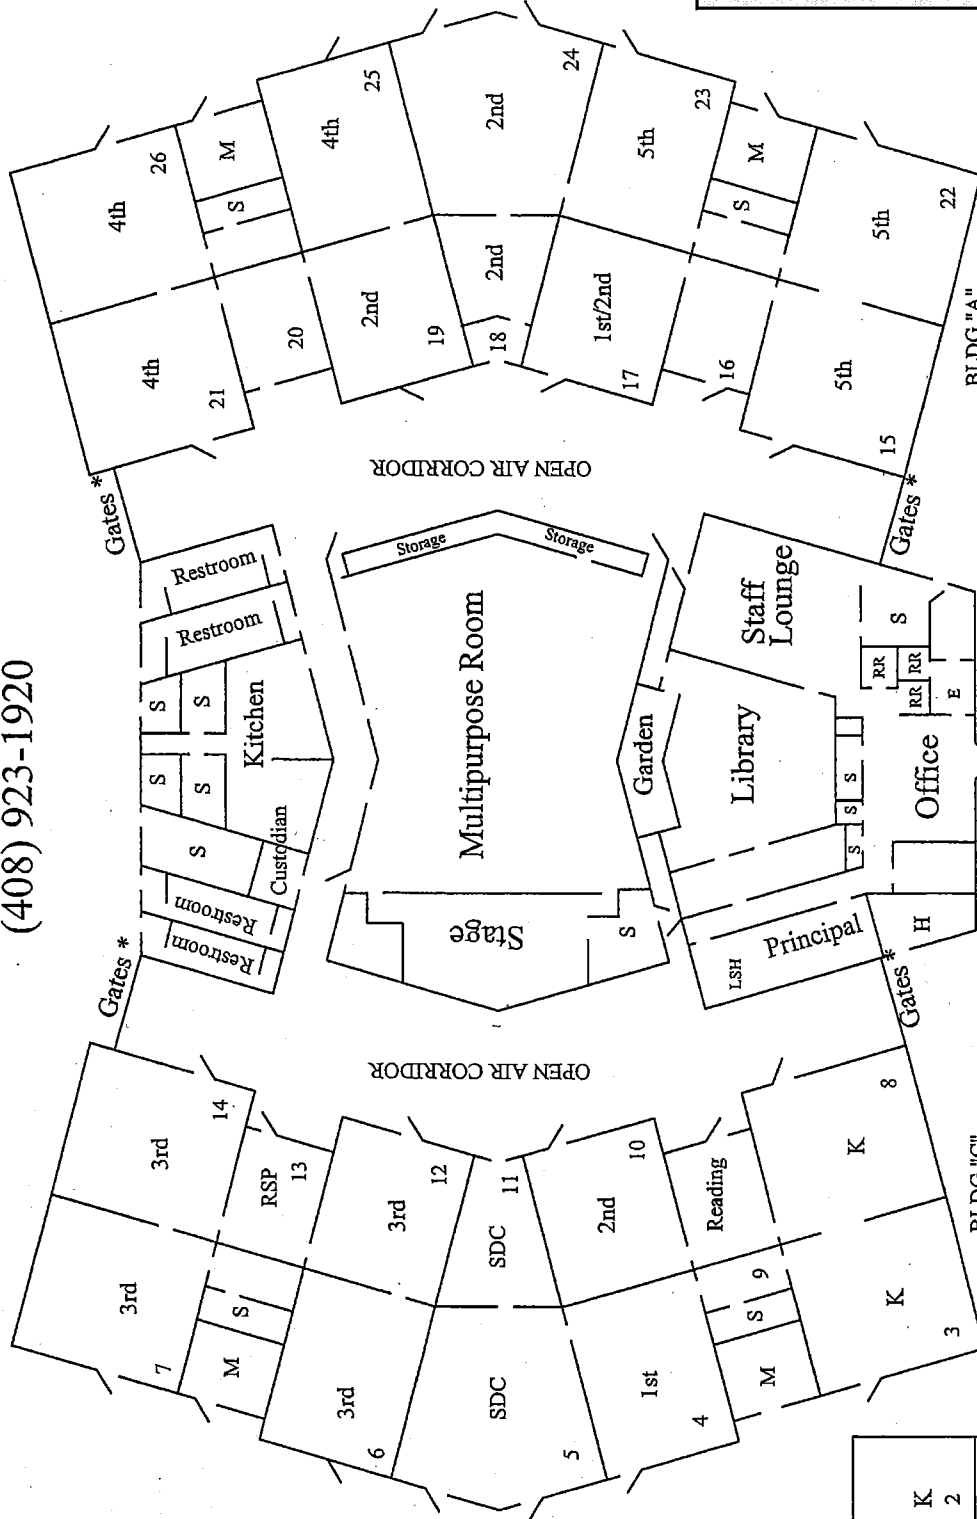 (408) 923-1920
4th
26
M
S
4th
25
2nd
24
5th
23
M
S
5th
22
4th
21
20
2nd
19
2nd
18
1st/2nd
17
16
5th
15
BLDG "A"
OPEN AIR CORRIDOR
Gates *
Gates *
Restroom
Restroom
S
S
Kitchen
S
S
S
Custodian
Restroom
Restroom
Storage
Storage
Multipurpose Room
Stage
S
Garden
Staff
Lounge
Library
S
RR
RR
RR
E
Office
S
S
S
LSH
Principal
H
Gates *
Gates *
OPEN AIR CORRIDOR
3rd
14
RSP
13
3rd
12
SDC
11
2nd
10
Reading
K
8
3rd
7
S
M
3rd
6
SDC
5
1st
4
9
S
M
K
3
BLDG "C"
K
2